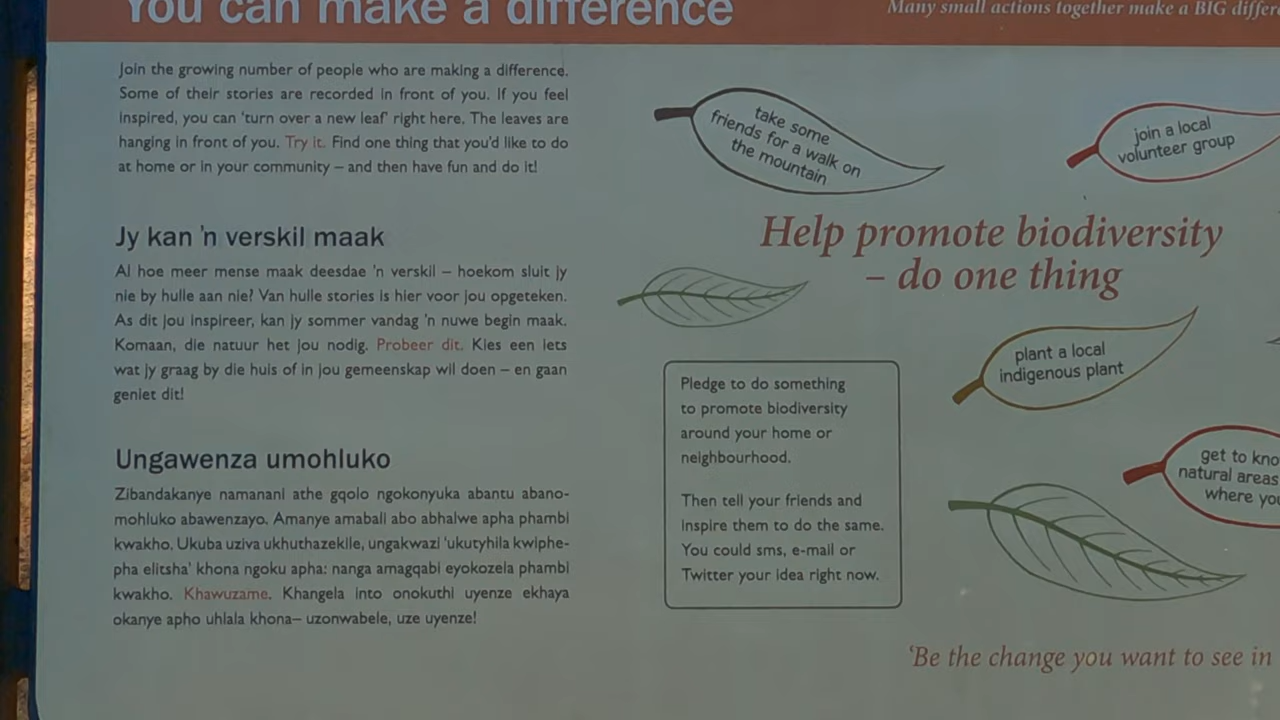 You can make a difference
Many small actions together make a BIG
Join the growing number of people who are making a difference.
Some of their stories are recorded in front of you. If you feel
inspired, you can 'turn over a new leaf' right here. The leaves are
hanging in front of you. Try it. Find one thing that you'd like to do
at home or in your community – and then have fun and do it!
Jy kan 'n verskil maak
Al hoe meer mense maak deesdae 'n verskil – hoekom sluit jy
nie by hulle aan nie? Van hulle stories is hier voor jou opgeteken.
As dit jou inspireer, kan jy sommer vandag 'n nuwe begin maak.
Komaan, die natuur het jou nodig. Probeer dit. Kies een iets
wat jy graag by die huis of in jou gemeenskap wil doen – en gaan
geniet dit!
Ungawenza umohluko
Zibandakanye namanani athe gqolo ngokonyuka abantu abano-
mohluko abawenzayo. Amanye amabali abo abhalwe apha phambi
kwakho. Ukuba uziva ukhuthazekile, ungakwazi 'ukutyhila kwiphe-
pha elitsha' khona ngoku apha: nanga amagqabi eyokozela phambi
kwakho. Khawuzame. Khangela into onokuthi uyenze ekhaya
okanye apho uhlala khona– uzonwabele, uze uyenze!
take some
friends for a walk on
the mountain
join a local
volunteer group
Help promote biodiversity
– do one thing
plant a local
indigenous plant
Pledge to do something
to promote biodiversity
around your home or
neighbourhood.
Then tell your friends and
inspire them to do the same.
You could sms, e-mail or
Twitter your idea right now.
get to
natural areas
where
'Be the change you want to see in